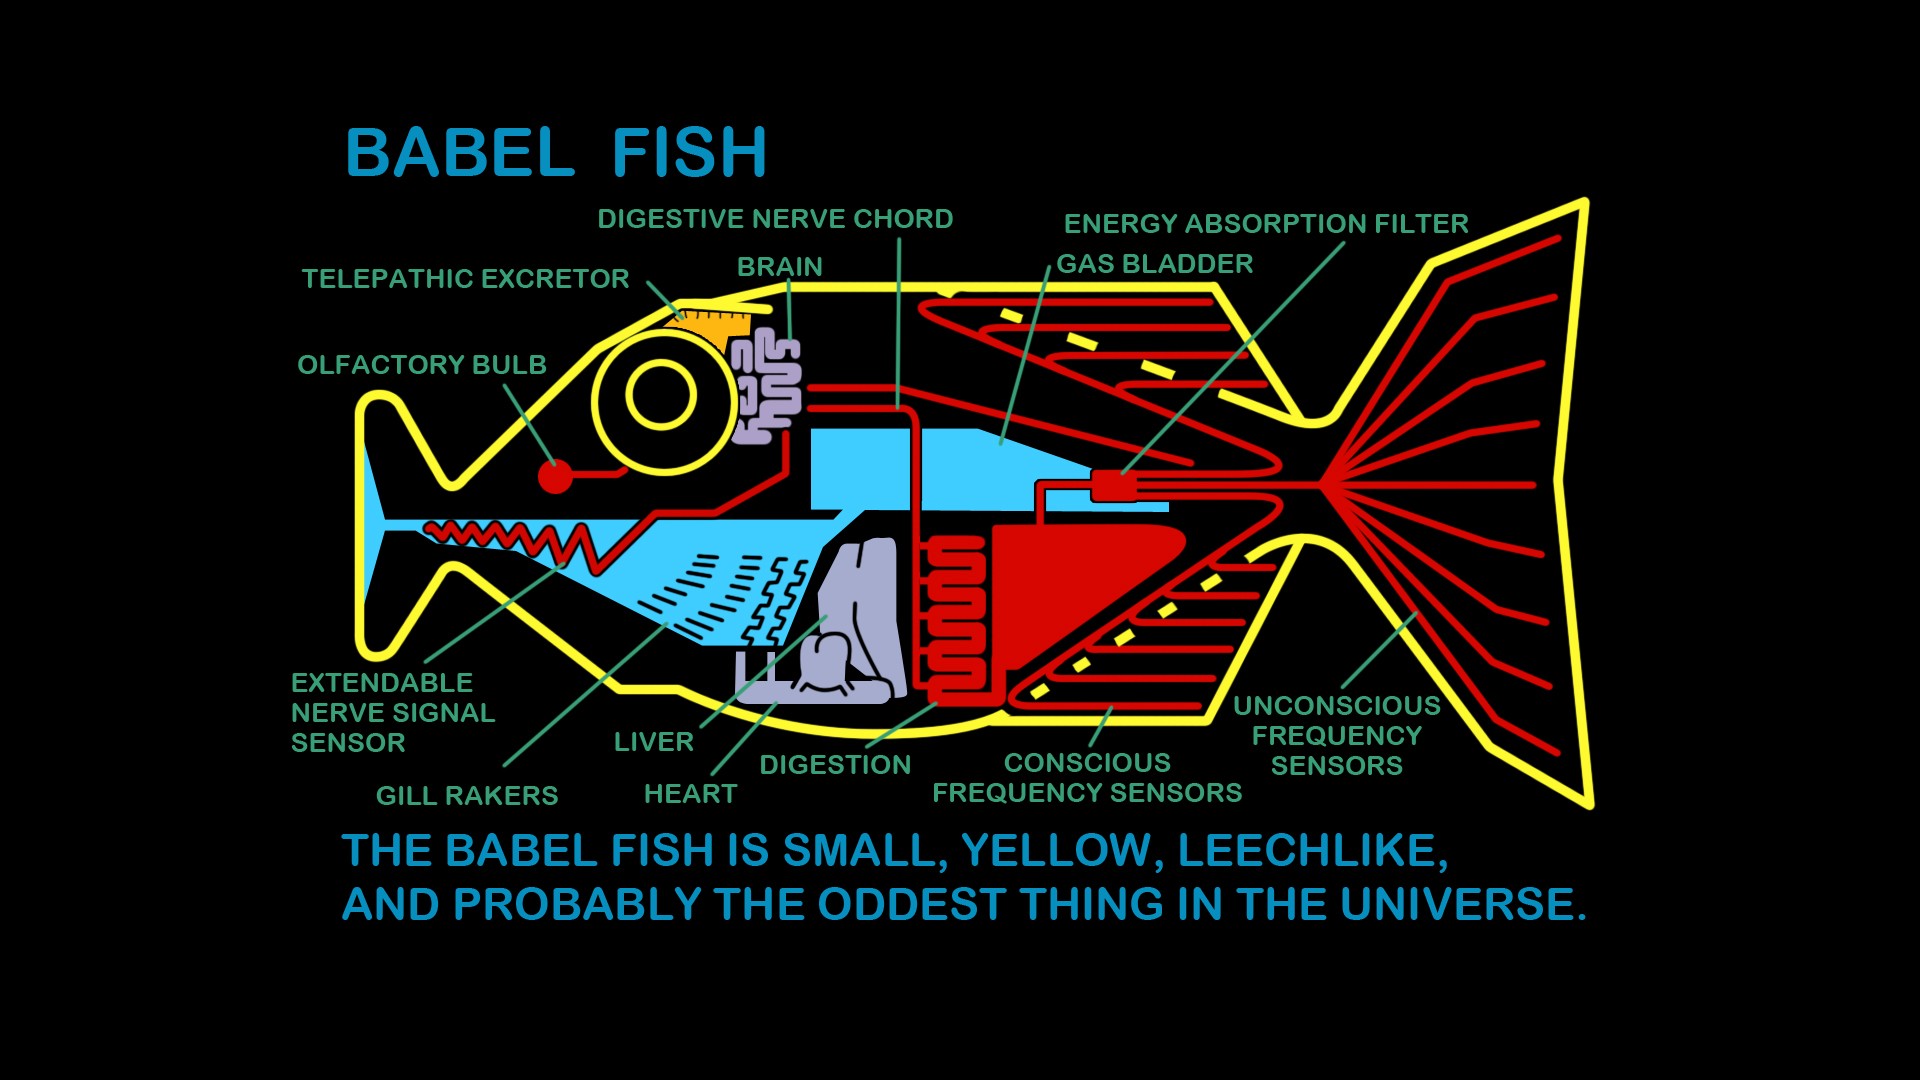 BABEL FISH
DIGESTIVE NERVE CHORD
ENERGY ABSORPTION FILTER
BRAIN
GAS BLADDER
TELEPATHIC EXCRETOR
OLFACTORY BULB
EXTENDABLE
NERVE SIGNAL
SENSOR
GILL RAKERS
LIVER
HEART
DIGESTION
CONSCIOUS
FREQUENCY SENSORS
UNCONSCIOUS
FREQUENCY
SENSORS
THE BABEL FISH IS SMALL, YELLOW, LEECHLIKE,
AND PROBABLY THE ODDEST THING IN THE UNIVERSE.